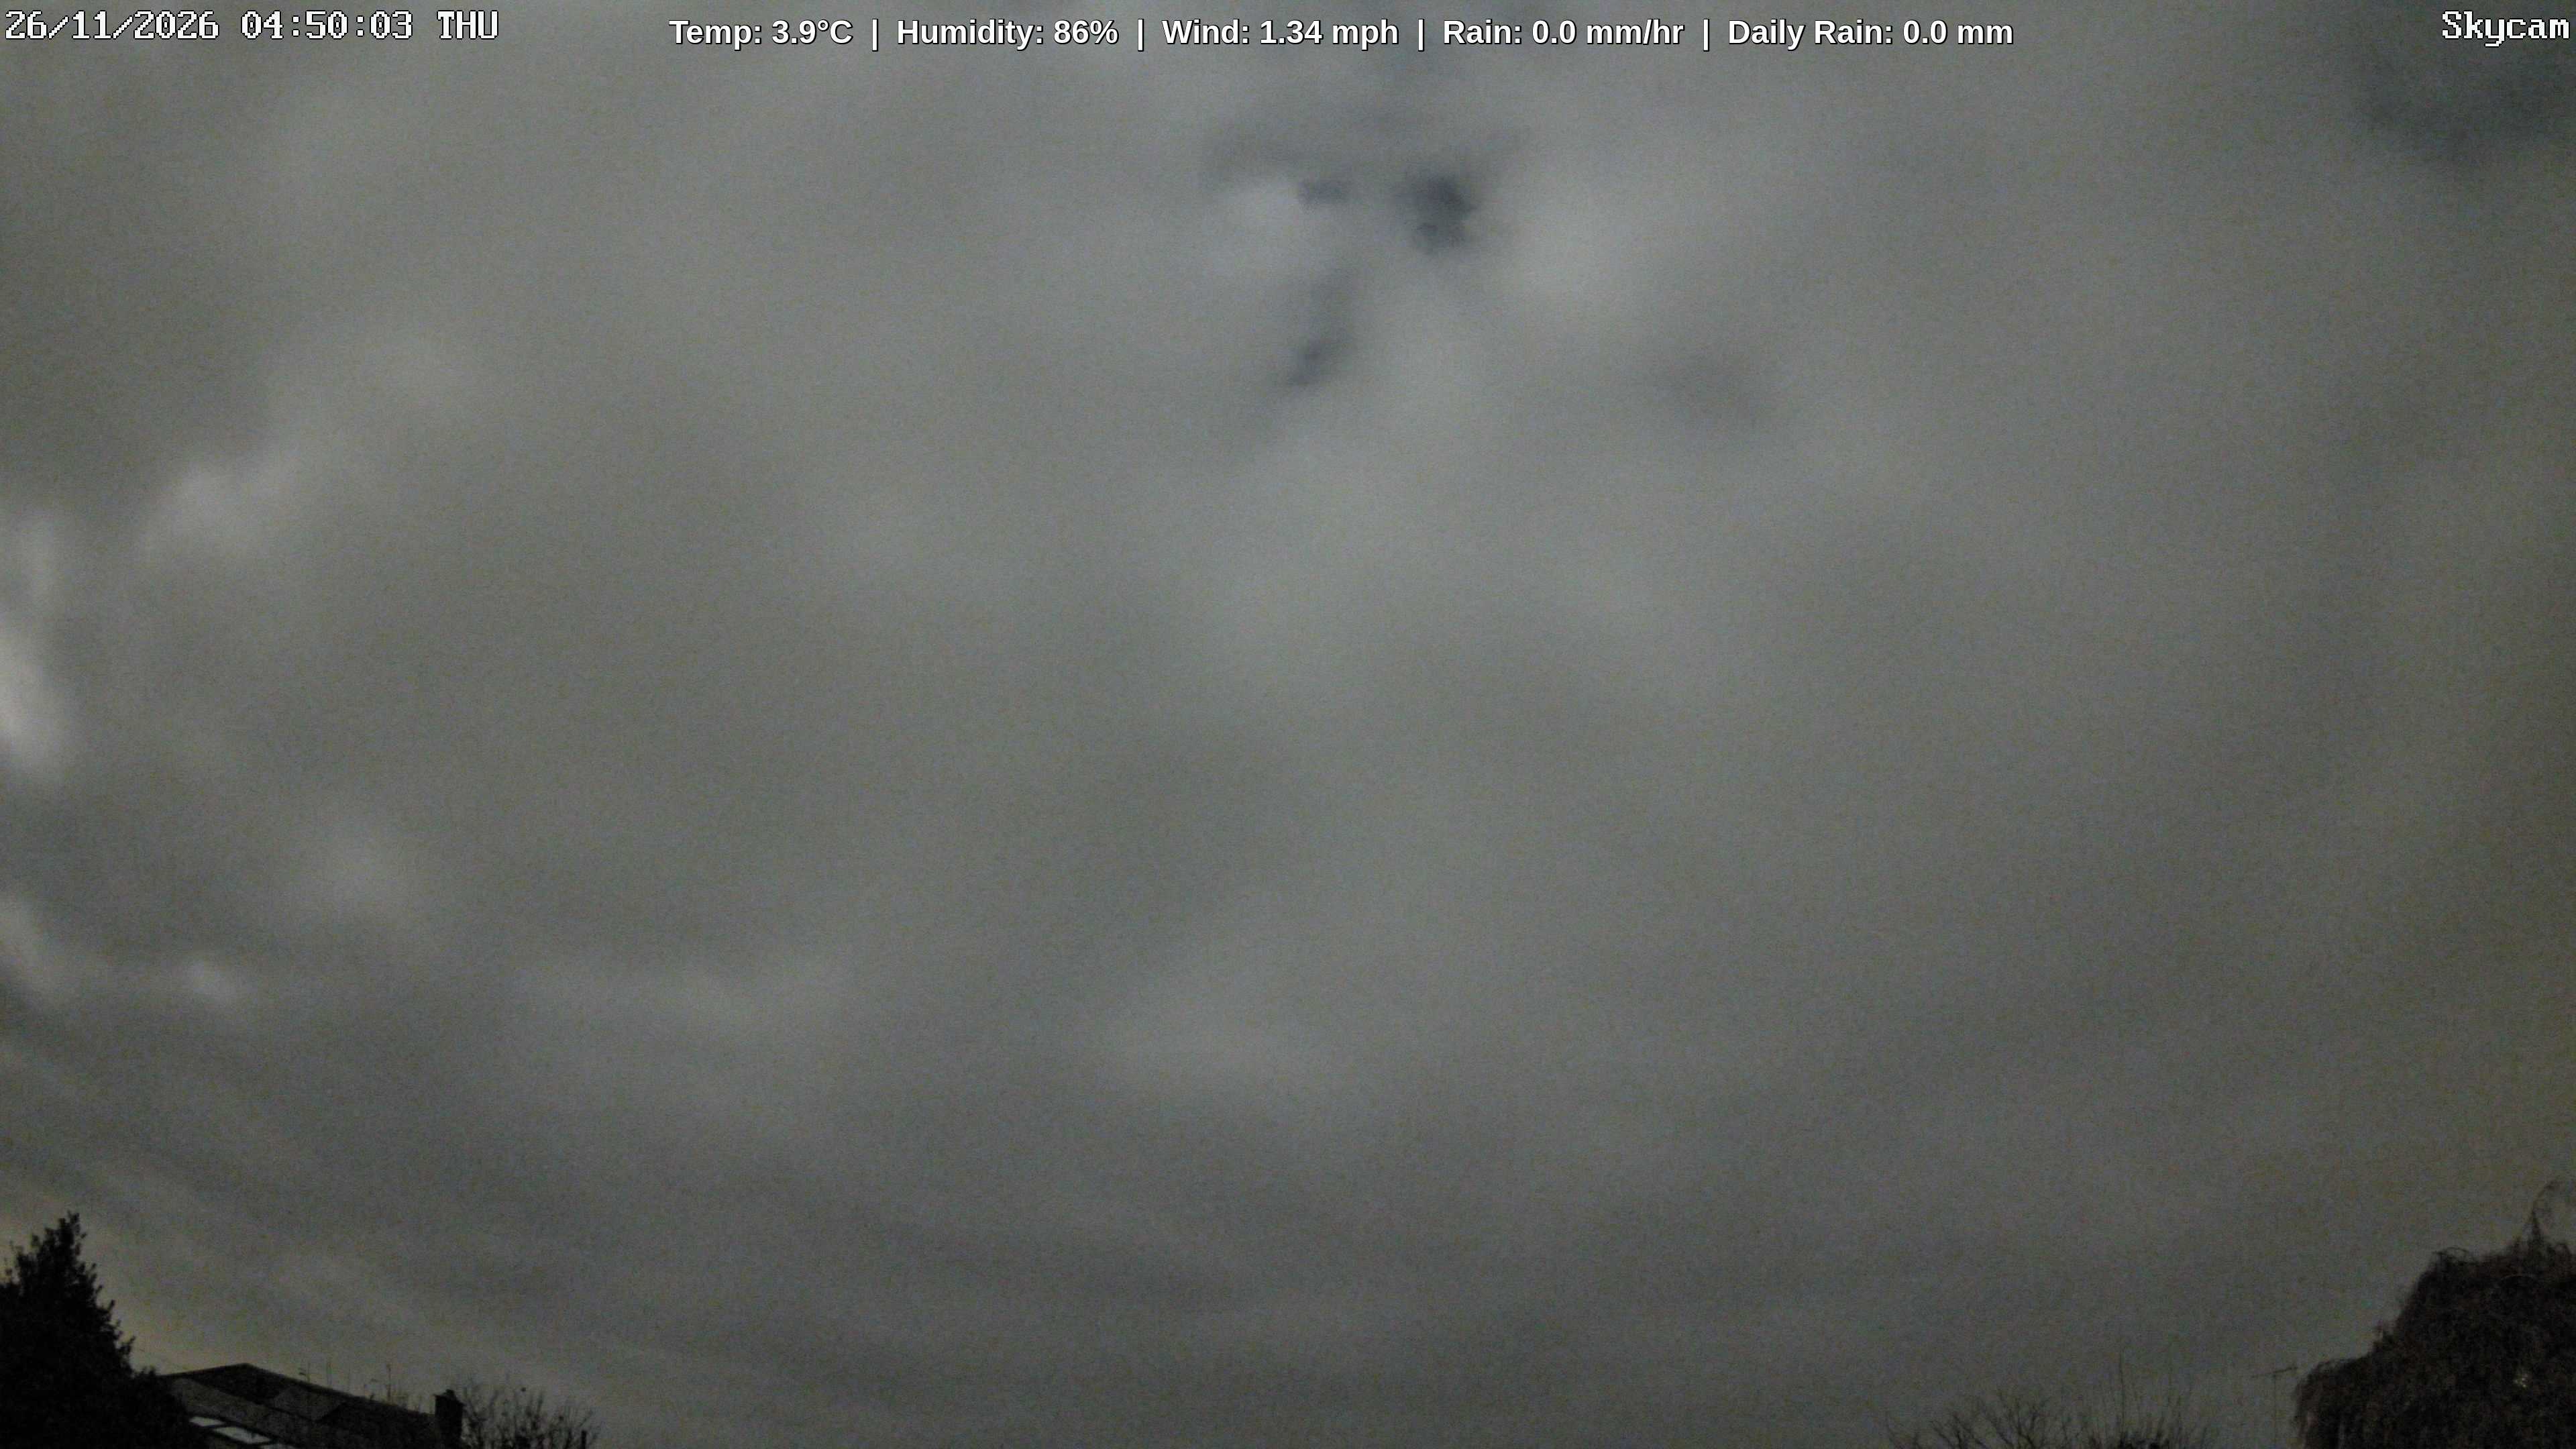 26/11/2026 04:50:03 THU
Temp: 3.9°C | Humidity: 86% | Wind: 1.34 mph | Rain: 0.0 mm/hr | Daily Rain: 0.0 mm
Skycam